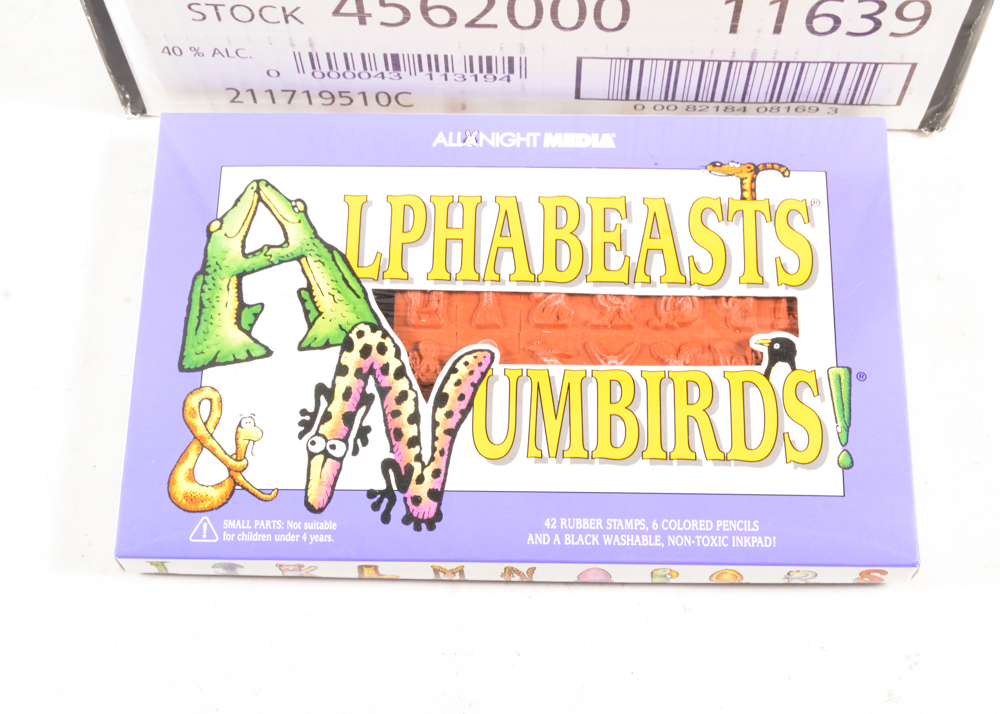 STOCK 4562000 11639
40 % ALC.
0 000043 113194
211719510C
0 00 82184 08169 3
ALL NIGHT MEDIA®
ALPHABEASTS®
& NUMBIRDS!®
SMALL PARTS: Not suitable
for children under 4 years.
42 RUBBER STAMPS, 6 COLORED PENCILS
AND A BLACK WASHABLE, NON-TOXIC INKPAD!
I J K L M N O P Q R S